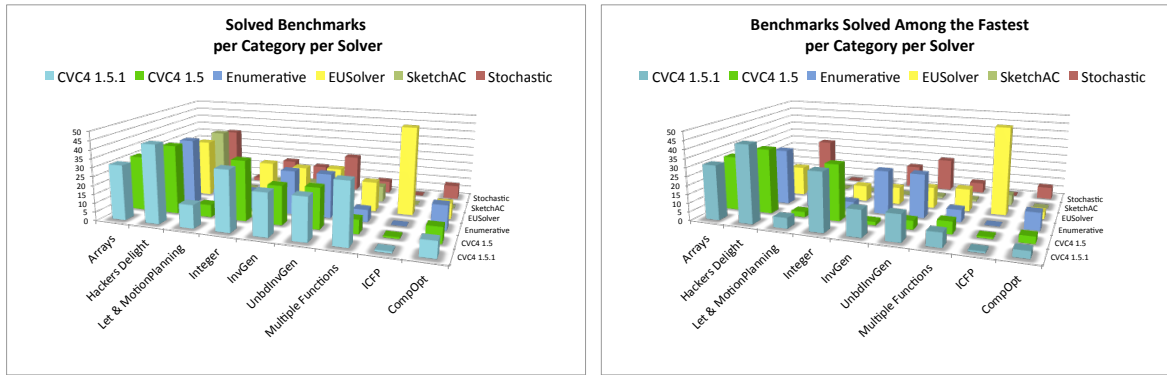 Solved Benchmarks
per Category per Solver
CVC4 1.5.1 CVC4 1.5 Enumerative EUSolver SketchAC Stochastic
50
45
40
35
30
25
20
15
10
5
0
Stochastic
SketchAC
EUSolver
Enumerative
CVC4 1.5
CVC4 1.5.1
Arrays
Hackers Delight
Let & MotionPlanning
Integer
InvGen
UnbdInvGen
Multiple Functions
ICFP
CompOpt
Benchmarks Solved Among the Fastest
per Category per Solver
CVC4 1.5.1 CVC4 1.5 Enumerative EUSolver SketchAC Stochastic
50
45
40
35
30
25
20
15
10
5
0
Stochastic
SketchAC
EUSolver
Enumerative
CVC4 1.5
CVC4 1.5.1
Arrays
Hackers Delight
Let & MotionPlanning
Integer
InvGen
UnbdInvGen
Multiple Functions
ICFP
CompOpt